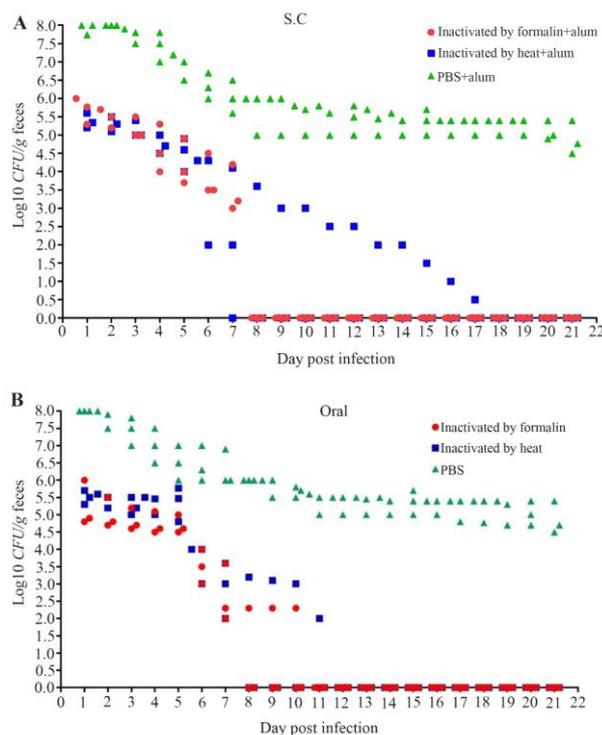 A
S.C
Inactivated by formalin+alum
Inactivated by heat+alum
PBS+alum
Log10 CFU/g feces
8.0
7.5
7.0
6.5
6.0
5.5
5.0
4.5
4.0
3.5
3.0
2.5
2.0
1.5
1.0
0.5
0.0
0 1 2 3 4 5 6 7 8 9 10 11 12 13 14 15 16 17 18 19 20 21 22
Day post infection
B
Oral
Inactivated by formalin
Inactivated by heat
PBS
Log10 CFU/g feces
8.0
7.5
7.0
6.5
6.0
5.5
5.0
4.5
4.0
3.5
3.0
2.5
2.0
1.5
1.0
0.5
0.0
0 1 2 3 4 5 6 7 8 9 10 11 12 13 14 15 16 17 18 19 20 21 22
Day post infection